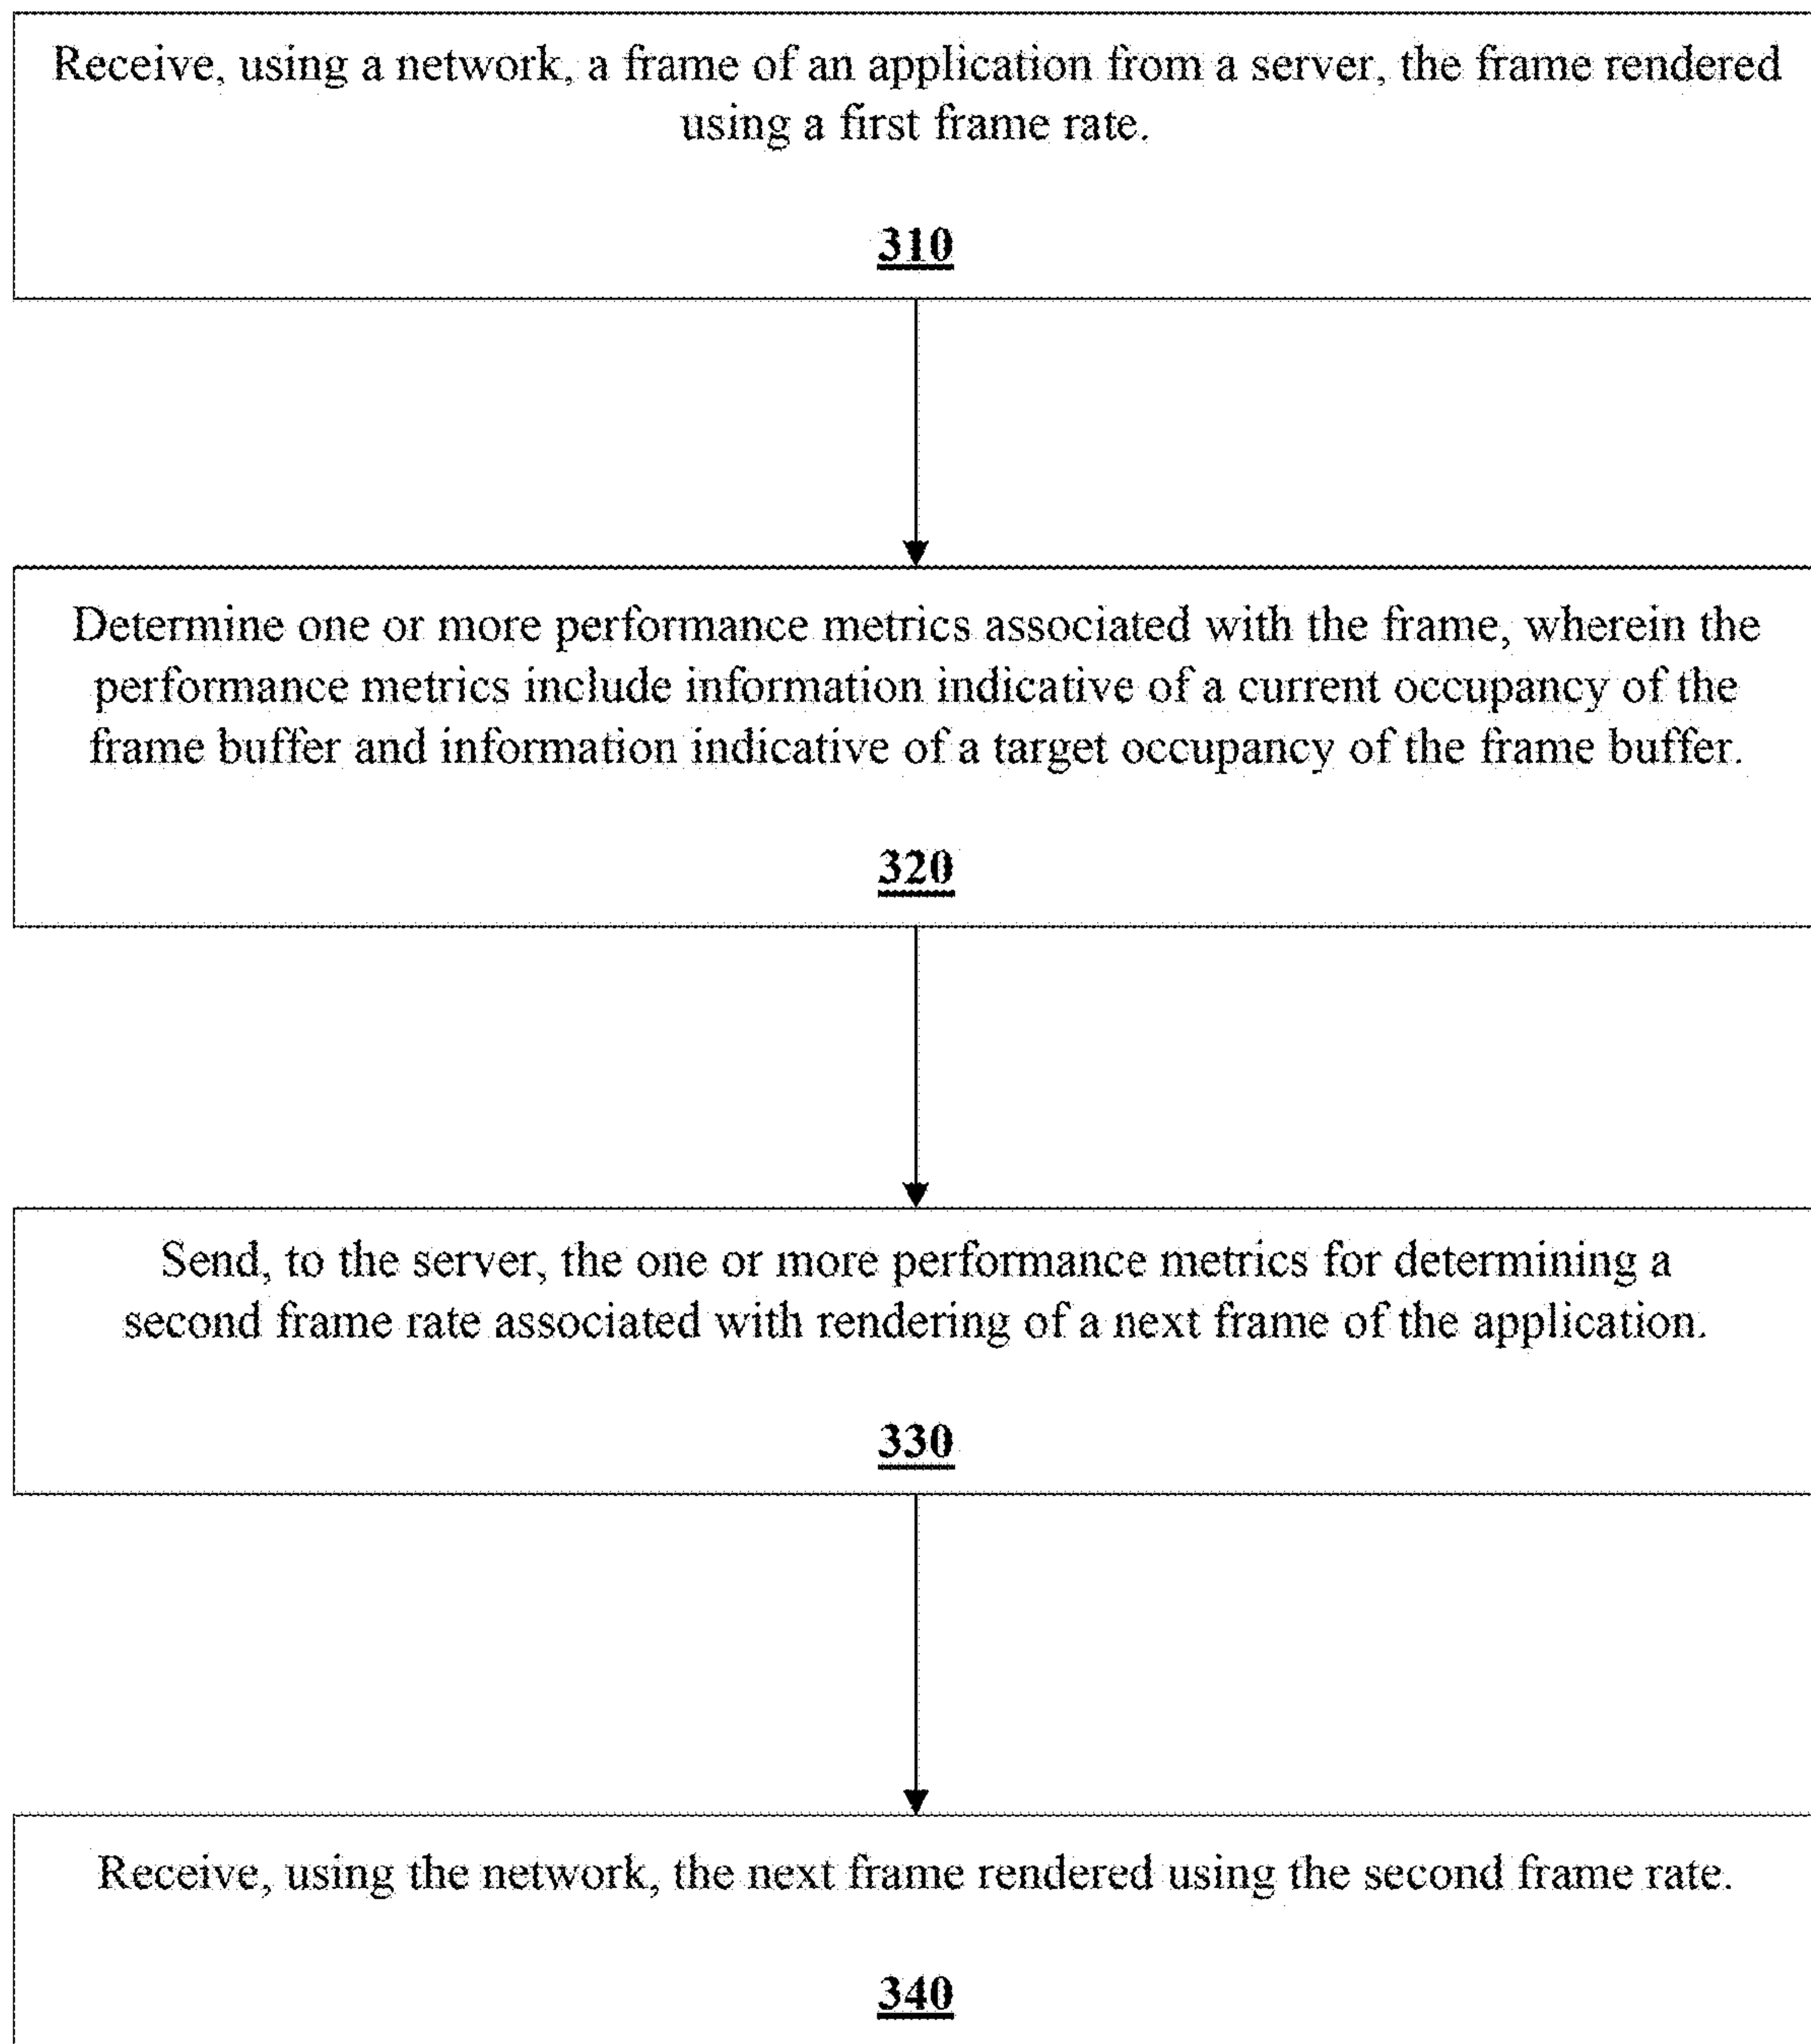 Receive, using a network, a frame of an application from a server, the frame rendered
using a first frame rate.
310
Determine one or more performance metrics associated with the frame, wherein the
performance metrics include information indicative of a current occupancy of the
frame buffer and information indicative of a target occupancy of the frame buffer.
320
Send, to the server, the one or more performance metrics for determining a
second frame rate associated with rendering of a next frame of the application.
330
Receive, using the network, the next frame rendered using the second frame rate.
340